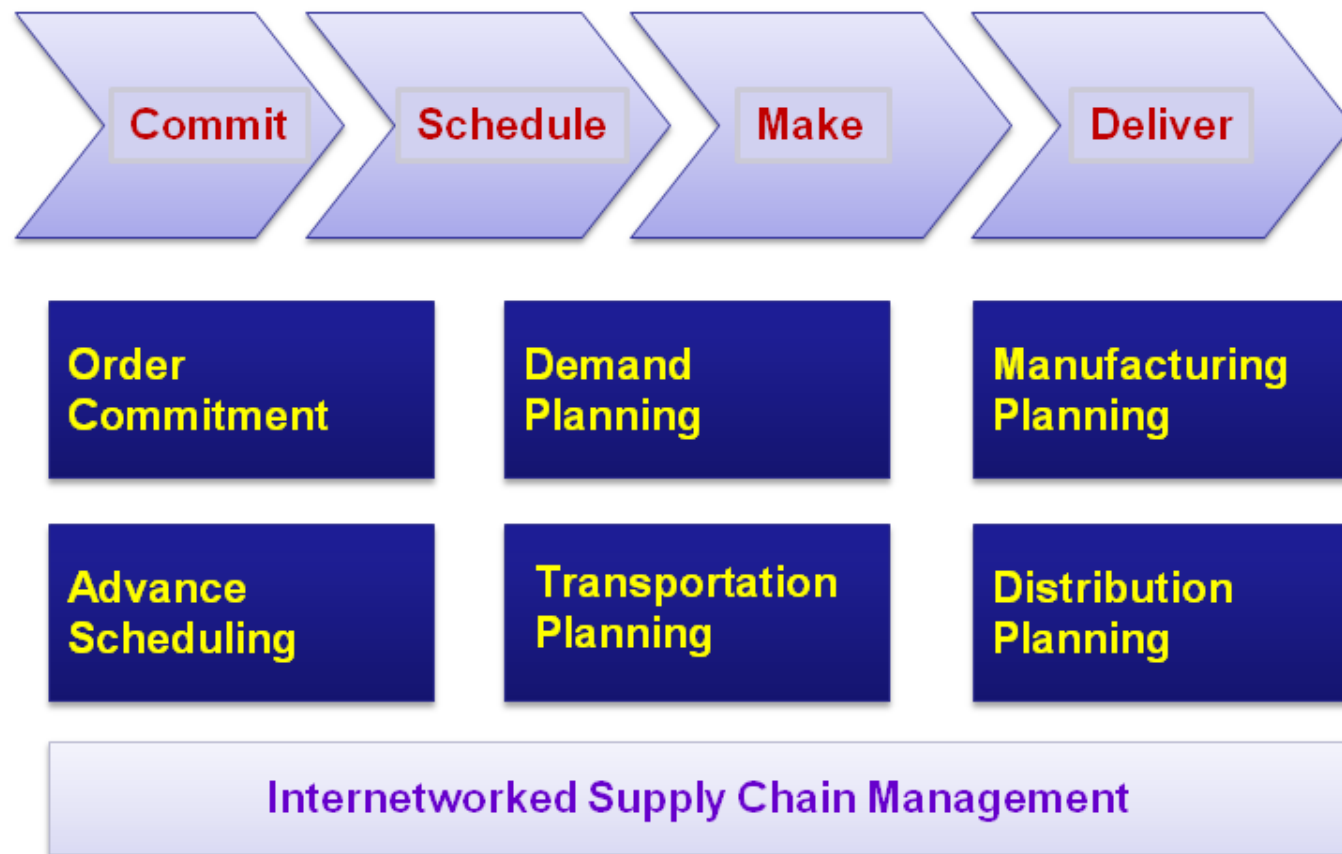 Commit
Schedule
Make
Deliver
Order
Commitment
Demand
Planning
Manufacturing
Planning
Advance
Scheduling
Transportation
Planning
Distribution
Planning
Internetworked Supply Chain Management